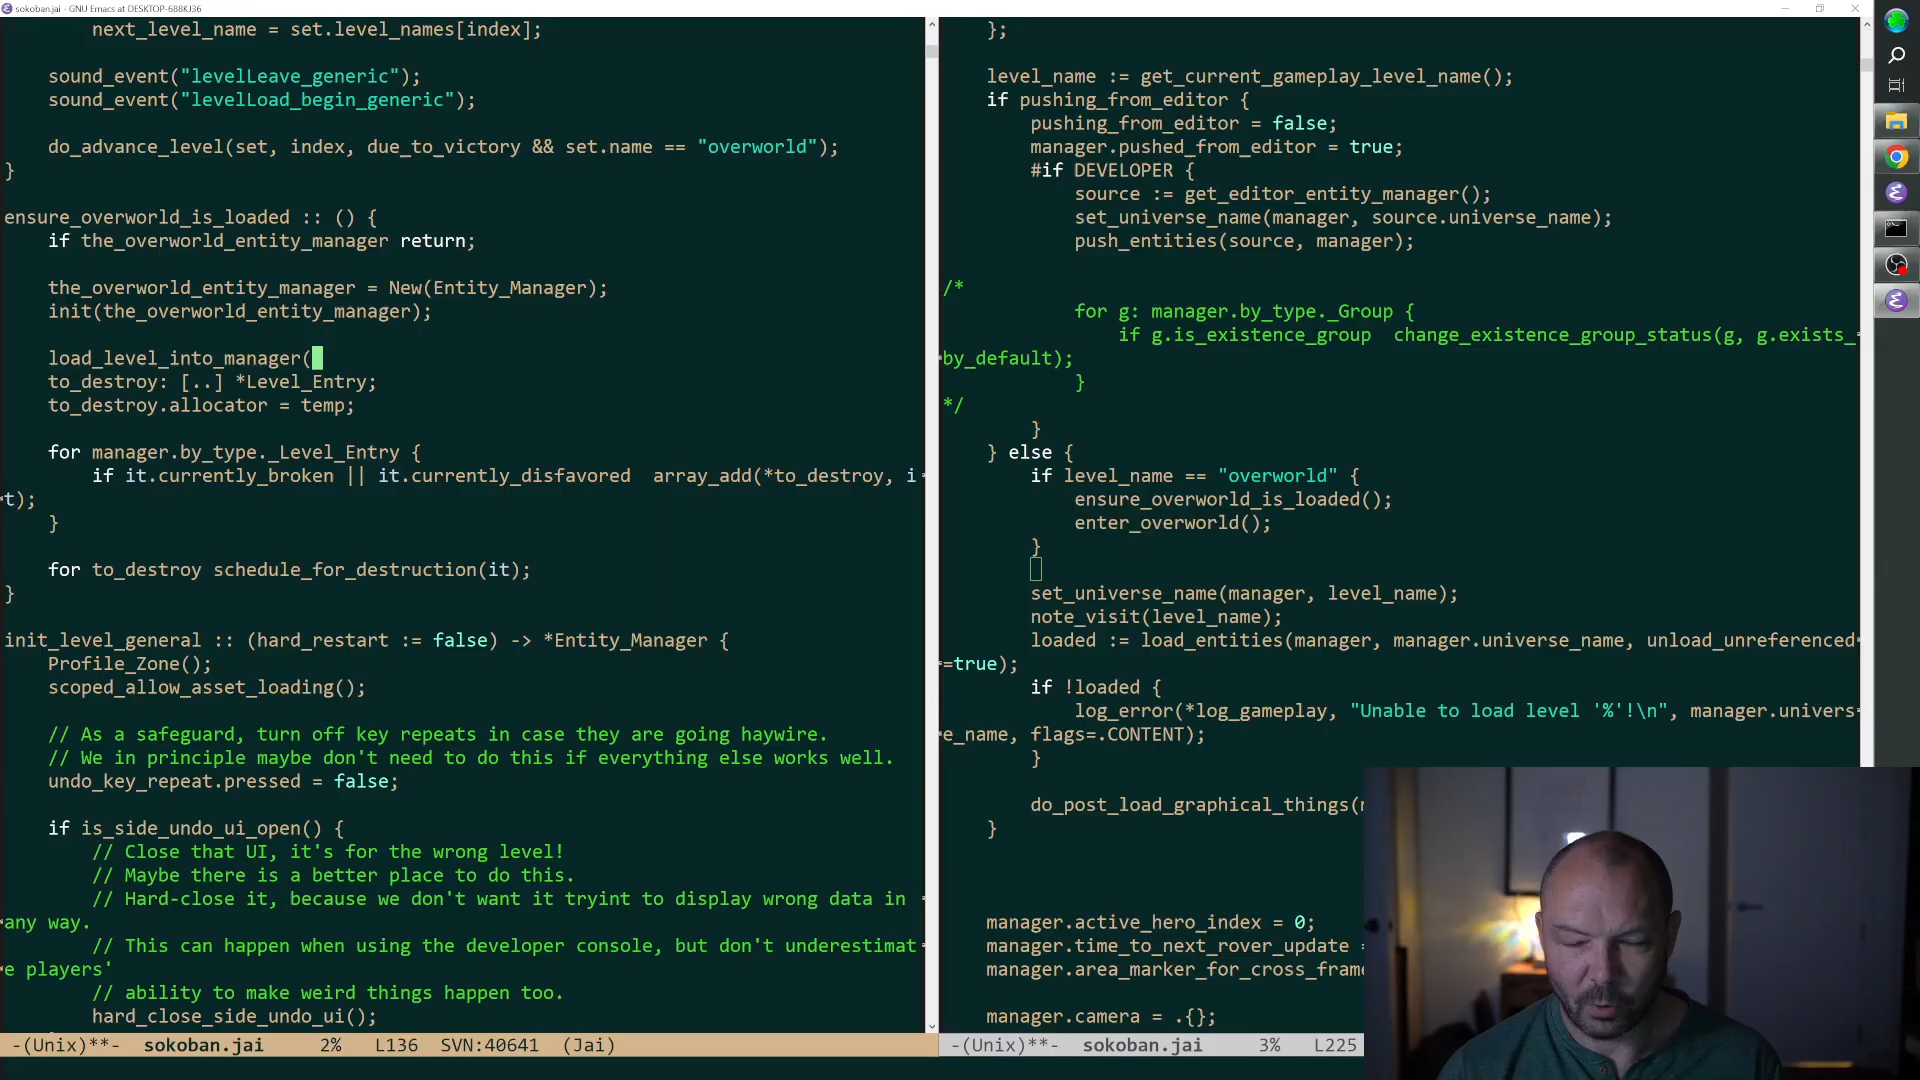 sokoban.jai - GNU Emacs at DESKTOP-688KJ36
next_level_name = set.level_names[index];
sound_event("levelLeave_generic");
sound_event("levelLoad_begin_generic");
do_advance_level(set, index, due_to_victory && set.name == "overworld");
}
ensure_overworld_is_loaded :: () {
if the_overworld_entity_manager return;
the_overworld_entity_manager = New(Entity_Manager);
init(the_overworld_entity_manager);
load_level_into_manager(
to_destroy: [..] *Level_Entry;
to_destroy.allocator = temp;
for manager.by_type._Level_Entry {
if it.currently_broken || it.currently_disfavored  array_add(*to_destroy, i
t);
}
for to_destroy schedule_for_destruction(it);
}
init_level_general :: (hard_restart := false) -> *Entity_Manager {
Profile_Zone();
scoped_allow_asset_loading();
// As a safeguard, turn off key repeats in case they are going haywire.
// We in principle maybe don't need to do this if everything else works well.
undo_key_repeat.pressed = false;
if is_side_undo_ui_open() {
// Close that UI, it's for the wrong level!
// Maybe there is a better place to do this.
// Hard-close it, because we don't want it tryint to display wrong data in
any way.
// This can happen when using the developer console, but don't underestimat
e players'
// ability to make weird things happen too.
hard_close_side_undo_ui();
-(Unix)**-  sokoban.jai  2%  L136  SVN:40641  (Jai)
};
level_name := get_current_gameplay_level_name();
if pushing_from_editor {
pushing_from_editor = false;
manager.pushed_from_editor = true;
#if DEVELOPER {
source := get_editor_entity_manager();
set_universe_name(manager, source.universe_name);
push_entities(source, manager);
/*
for g: manager.by_type._Group {
if g.is_existence_group  change_existence_group_status(g, g.exists_
by_default);
}
*/
}
} else {
if level_name == "overworld" {
ensure_overworld_is_loaded();
enter_overworld();
}
set_universe_name(manager, level_name);
note_visit(level_name);
loaded := load_entities(manager, manager.universe_name, unload_unreferenced
=true);
if !loaded {
log_error(*log_gameplay, "Unable to load level '%'!\n", manager.univers
e_name, flags=.CONTENT);
}
do_post_load_graphical_things(
}
manager.active_hero_index = 0;
manager.time_to_next_rover_update =
manager.area_marker_for_cross_fram
manager.camera = .{};
-(Unix)**-  sokoban.jai  3%  L225